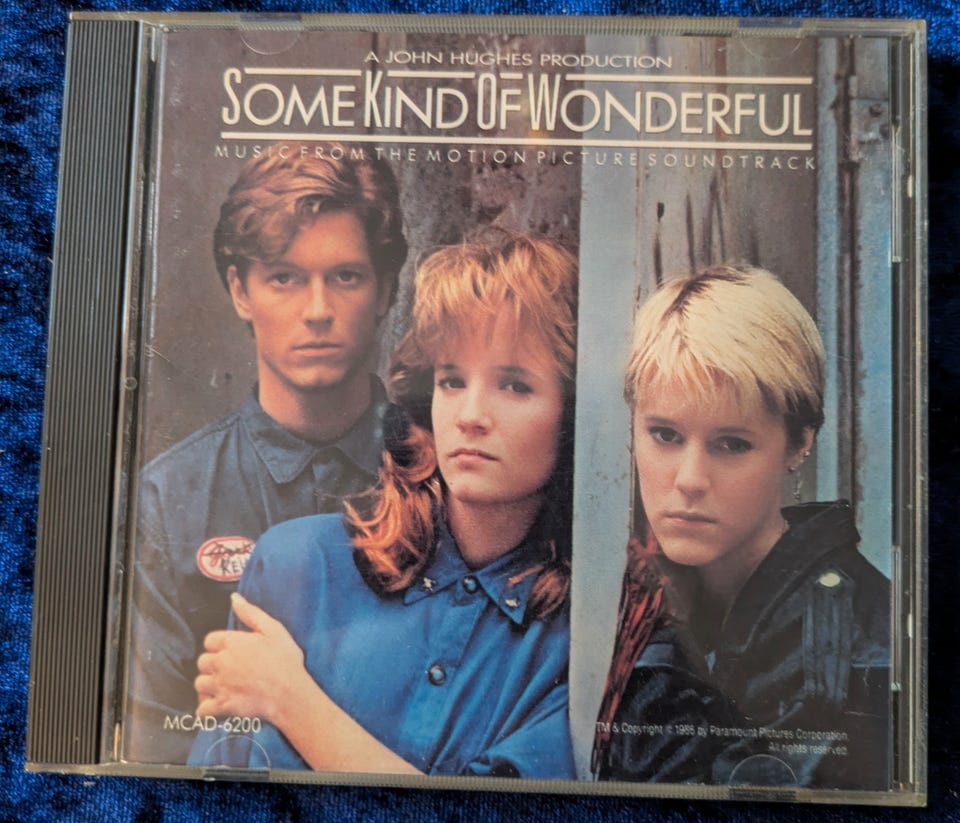 A JOHN HUGHES PRODUCTION
SOME KIND OF WONDERFUL
MUSIC FROM THE MOTION PICTURE SOUNDTRACK
MCAD-6200
TM & Copyright © 1986 by Paramount Pictures Corporation
All rights reserved